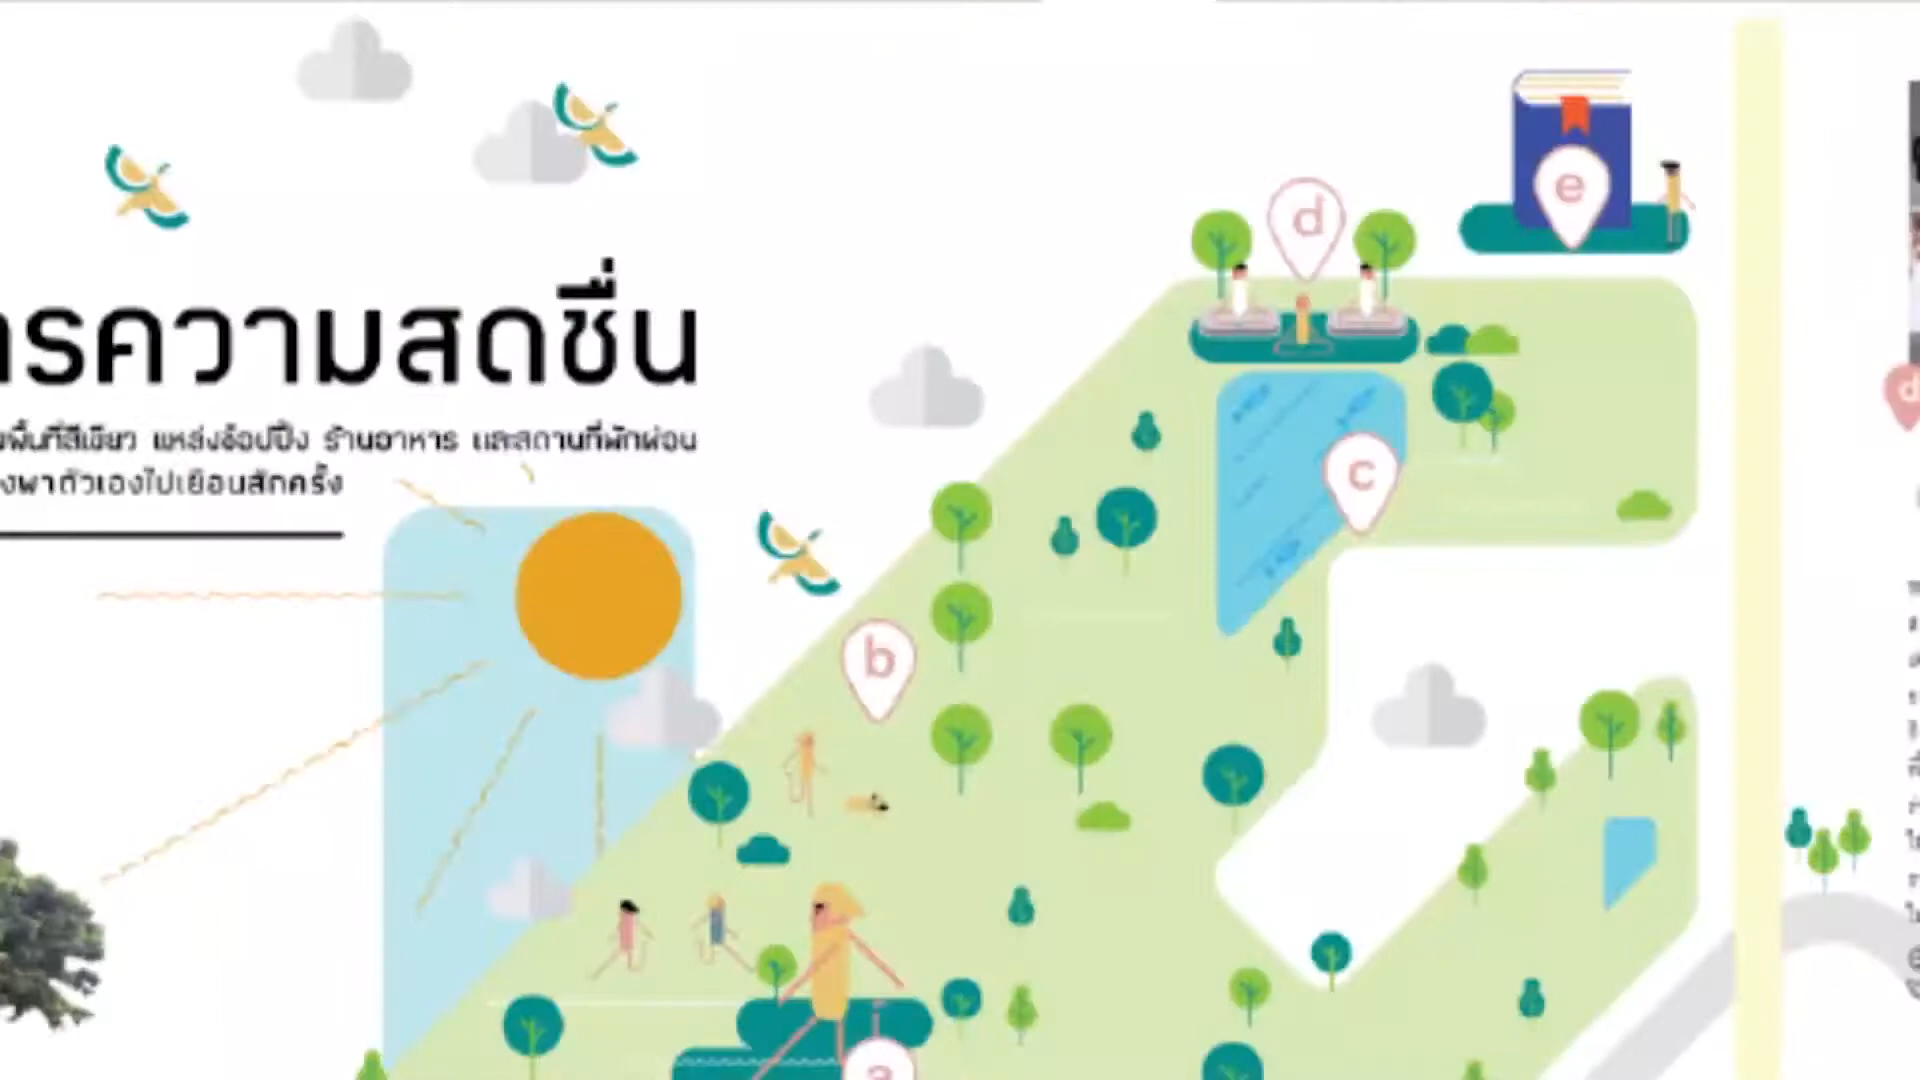 รความสดชื่น
พื้นที่สีเขียว แหล่งช้อปปิ้ง ร้านอาหาร และสถานที่พักผ่อน
งพาตัวเองไปเยือนสักครั้ง
e
d
d
c
b
a